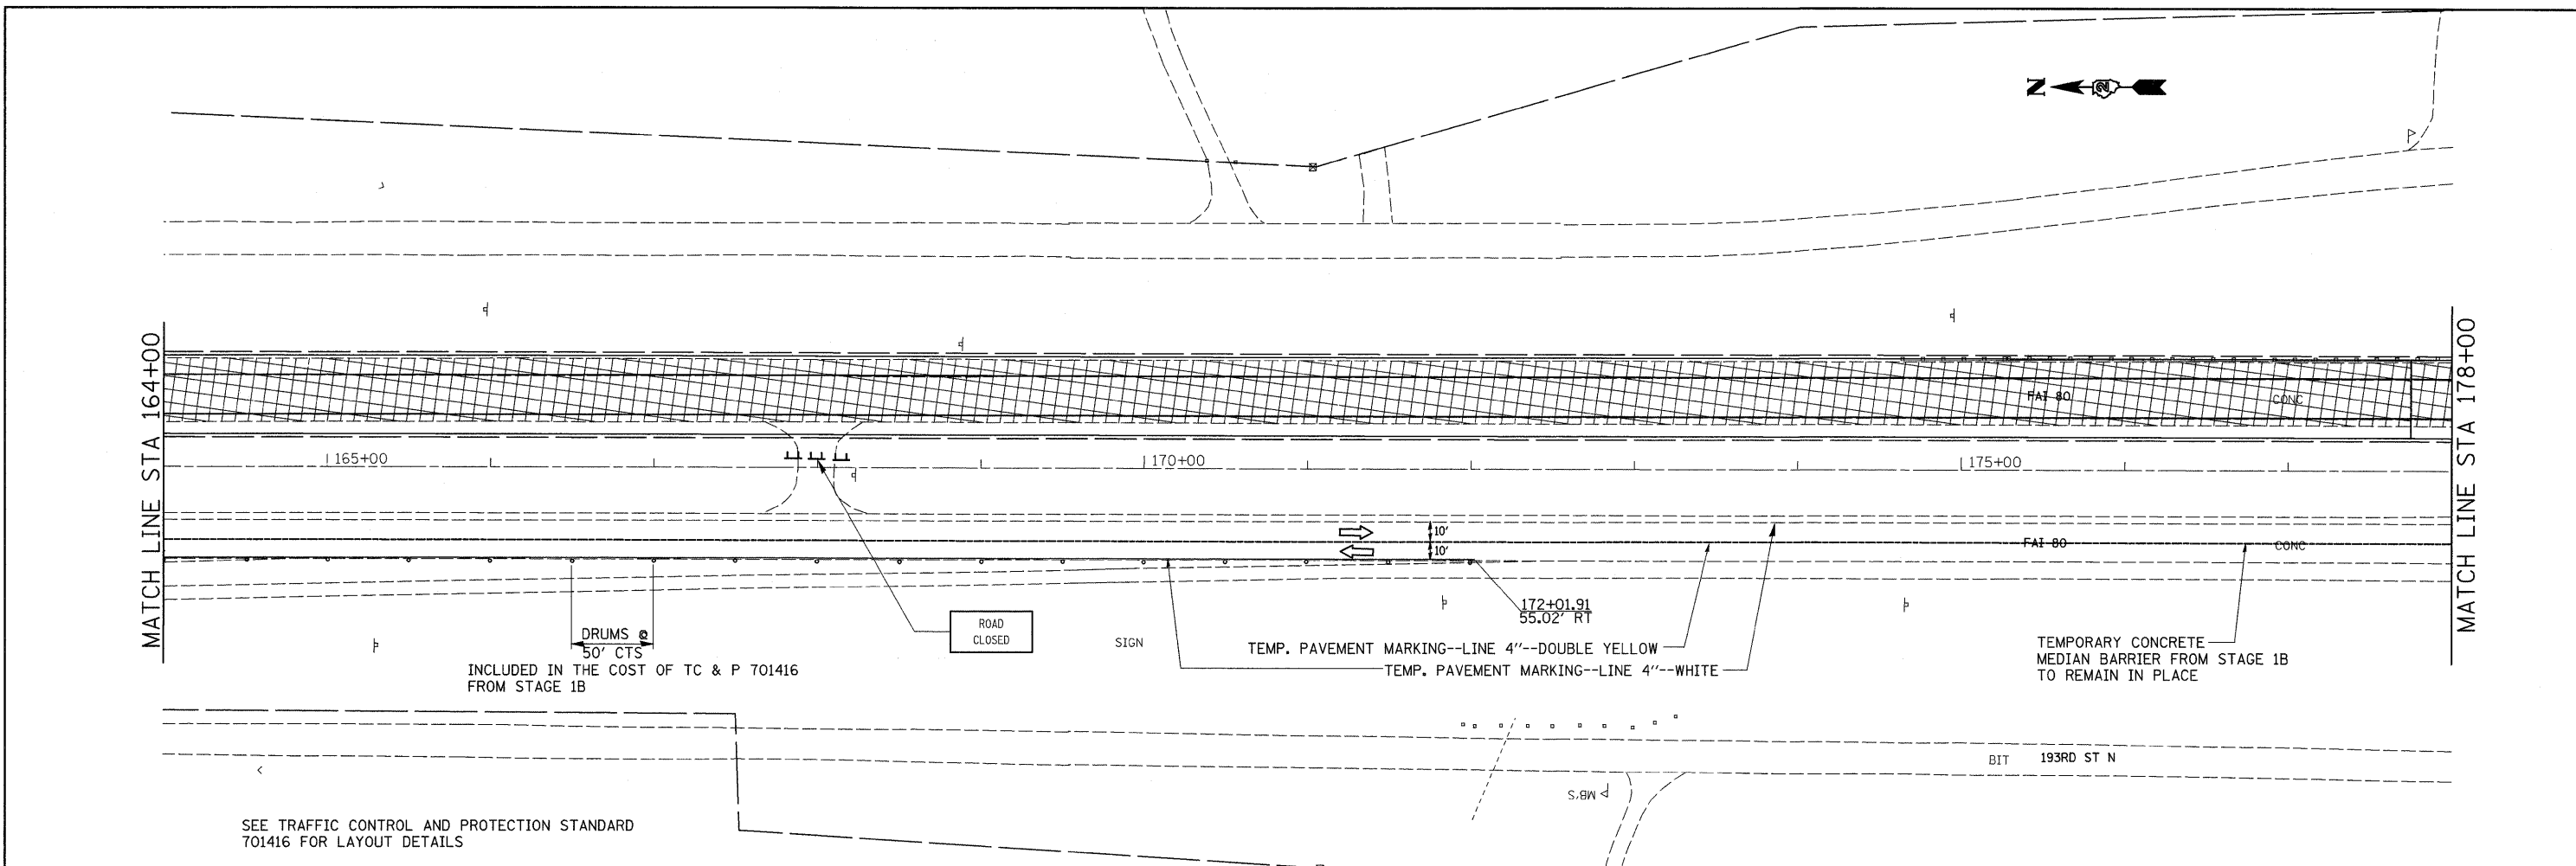 N
2
MATCH LINE STA 164+00
MATCH LINE STA 178+00
FAI 80
CONC
165+00
170+00
175+00
10'
10'
FAI 80
CONC
172+01.91
55.02' RT
DRUMS @
50' CTS
INCLUDED IN THE COST OF TC & P 701416
FROM STAGE 1B
ROAD
CLOSED
SIGN
TEMP. PAVEMENT MARKING--LINE 4''--DOUBLE YELLOW
TEMP. PAVEMENT MARKING--LINE 4''--WHITE
TEMPORARY CONCRETE
MEDIAN BARRIER FROM STAGE 1B
TO REMAIN IN PLACE
BIT 193RD ST N
MB'S
SEE TRAFFIC CONTROL AND PROTECTION STANDARD
701416 FOR LAYOUT DETAILS